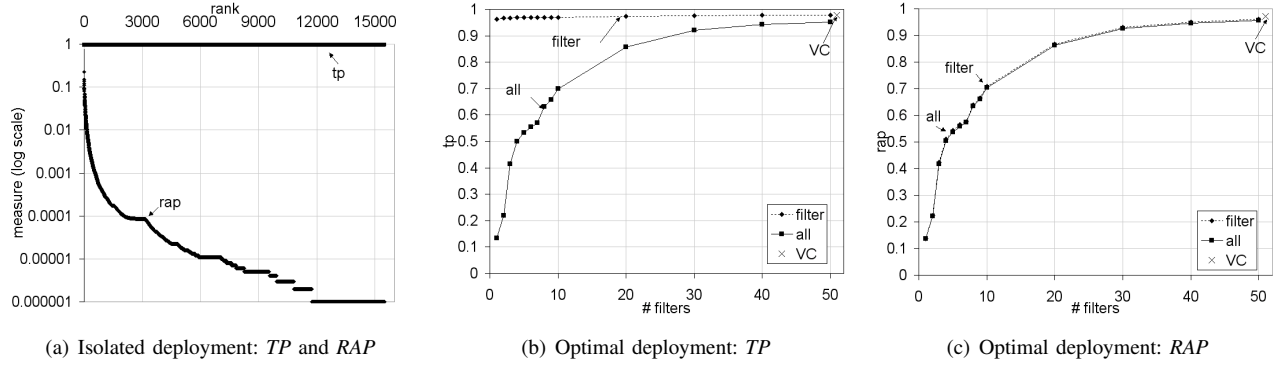 rank
0 3000 6000 9000 12000 15000
1
0.1
0.01
0.001
0.0001
0.00001
0.000001
measure (log scale)
tp
rap
(a) Isolated deployment: TP and RAP
1
0.9
0.8
0.7
0.6
0.5
0.4
0.3
0.2
0.1
0
tp
filter
all
VC
filter
all
VC
0 10 20 30 40 50
# filters
(b) Optimal deployment: TP
1
0.9
0.8
0.7
0.6
0.5
0.4
0.3
0.2
0.1
0
rap
filter
all
VC
filter
all
VC
0 10 20 30 40 50
# filters
(c) Optimal deployment: RAP